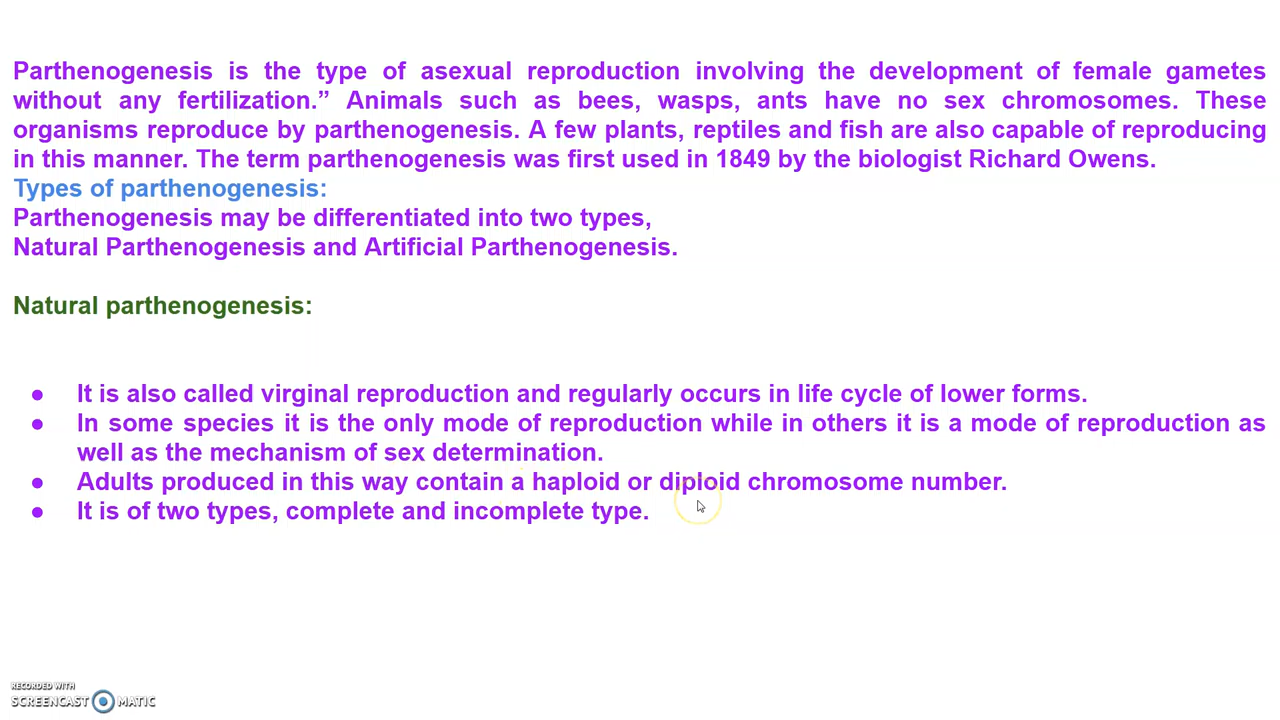 Parthenogenesis is the type of asexual reproduction involving the development of female gametes
without any fertilization.” Animals such as bees, wasps, ants have no sex chromosomes. These
organisms reproduce by parthenogenesis. A few plants, reptiles and fish are also capable of reproducing
in this manner. The term parthenogenesis was first used in 1849 by the biologist Richard Owens.
Types of parthenogenesis:
Parthenogenesis may be differentiated into two types,
Natural Parthenogenesis and Artificial Parthenogenesis.
Natural parthenogenesis:
● It is also called virginal reproduction and regularly occurs in life cycle of lower forms.
● In some species it is the only mode of reproduction while in others it is a mode of reproduction as
well as the mechanism of sex determination.
● Adults produced in this way contain a haploid or diploid chromosome number.
● It is of two types, complete and incomplete type.
RECORDED WITH
SCREENCAST MATIC